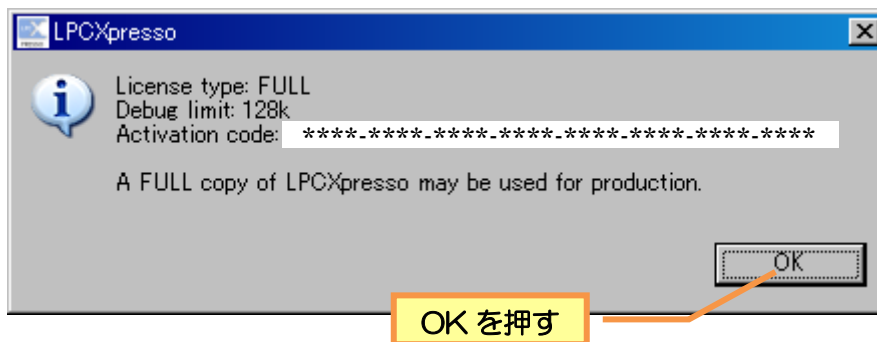 LPCXpresso
License type: FULL
Debug limit: 128k
Activation code: ****-****-****-****-****-****-****-****
A FULL copy of LPCXpresso may be used for production.
OK
OK を押す